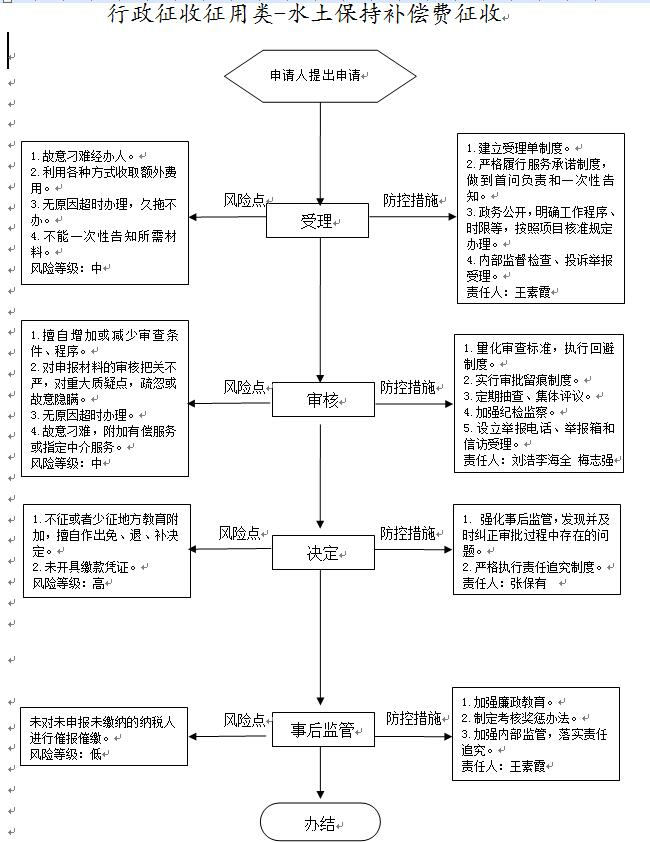 行政征收征用类-水土保持补偿费征收
申请人提出申请
1.故意刁难经办人。
2.利用各种方式收取额外费
用。
3.无原因超时办理，久拖不
办。
4.不能一次性告知所需材
料。
风险等级：中
风险点
受理
防控措施
1.建立受理单制度。
2.严格履行服务承诺制度，
做到首问负责和一次性告
知。
3.政务公开，明确工作程序、
时限等，按照项目核准规定
办理。
4.内部监督检查、投诉举报
受理。
责任人：王素霞
1.擅自增加或减少审查条
件、程序。
2.对申报材料的审核把关不
严，对重大质疑点，疏忽或
故意隐瞒。
3.无原因超时办理。
4.故意刁难，附加有偿服务
或指定中介服务。
风险等级：中
风险点
审核
防控措施
1.量化审查标准，执行回避
制度。
2.实行审批留痕制度。
3.定期抽查、集体评议。
4.加强纪检监察。
5.设立举报电话、举报箱和
信访受理。
责任人：刘洁李海全 梅志强
1.不征或者少征地方教育附
加，擅自作出免、退、补决
定。
2.未开具缴款凭证。
风险等级：高
风险点
决定
防控措施
1. 强化事后监管，发现并及
时纠正审批过程中存在的问
题。
2.严格执行责任追究制度。
责任人：张保有
未对未申报未缴纳的纳税人
进行催报催缴。
风险等级：低
风险点
事后监管
防控措施
1.加强廉政教育。
2.制定考核奖惩办法。
3.加强内部监管，落实责任
追究。
责任人：王素霞
办结